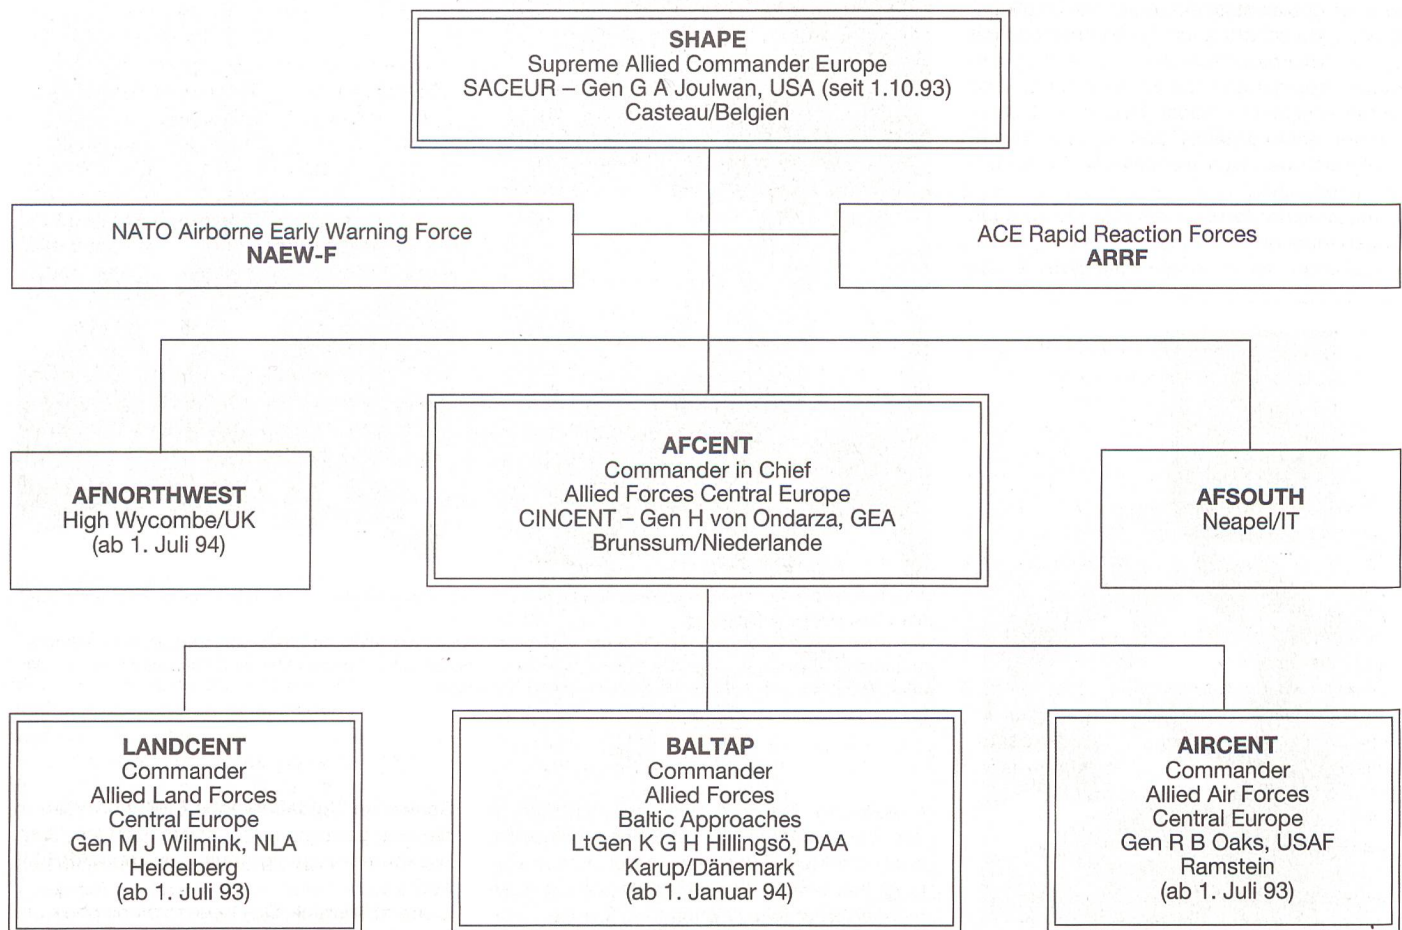 SHAPE
Supreme Allied Commander Europe
SACEUR – Gen G A Joulwan, USA (seit 1.10.93)
Casteau/Belgien
NATO Airborne Early Warning Force
NAEW-F
ACE Rapid Reaction Forces
ARRF
AFNORTHWEST
High Wycombe/UK
(ab 1. Juli 94)
AFCENT
Commander in Chief
Allied Forces Central Europe
CINCENT – Gen H von Ondarza, GEA
Brunssum/Niederlande
AFSOUTH
Neapel/IT
LANDCENT
Commander
Allied Land Forces
Central Europe
Gen M J Wilmink, NLA
Heidelberg
(ab 1. Juli 93)
BALTAP
Commander
Allied Forces
Baltic Approaches
LtGen K G H Hillingsö, DAA
Karup/Dänemark
(ab 1. Januar 94)
AIRCENT
Commander
Allied Air Forces
Central Europe
Gen R B Oaks, USAF
Ramstein
(ab 1. Juli 93)